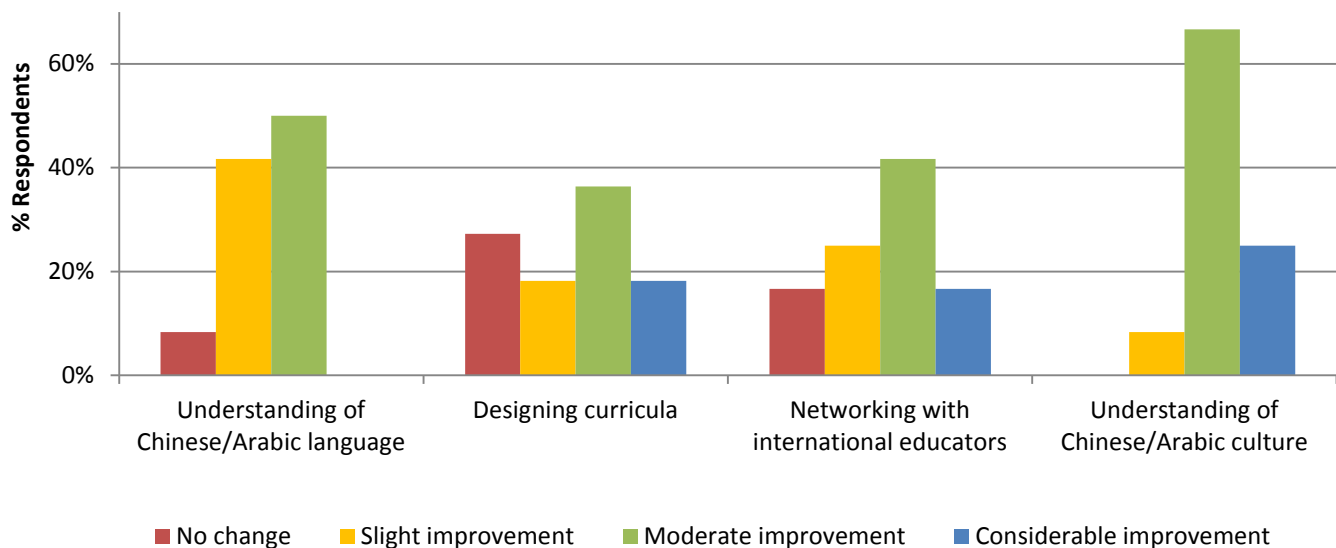 % Respondents
60%
40%
20%
0%
Understanding of
Chinese/Arabic language
Designing curricula
Networking with
international educators
Understanding of
Chinese/Arabic culture
No change
Slight improvement
Moderate improvement
Considerable improvement